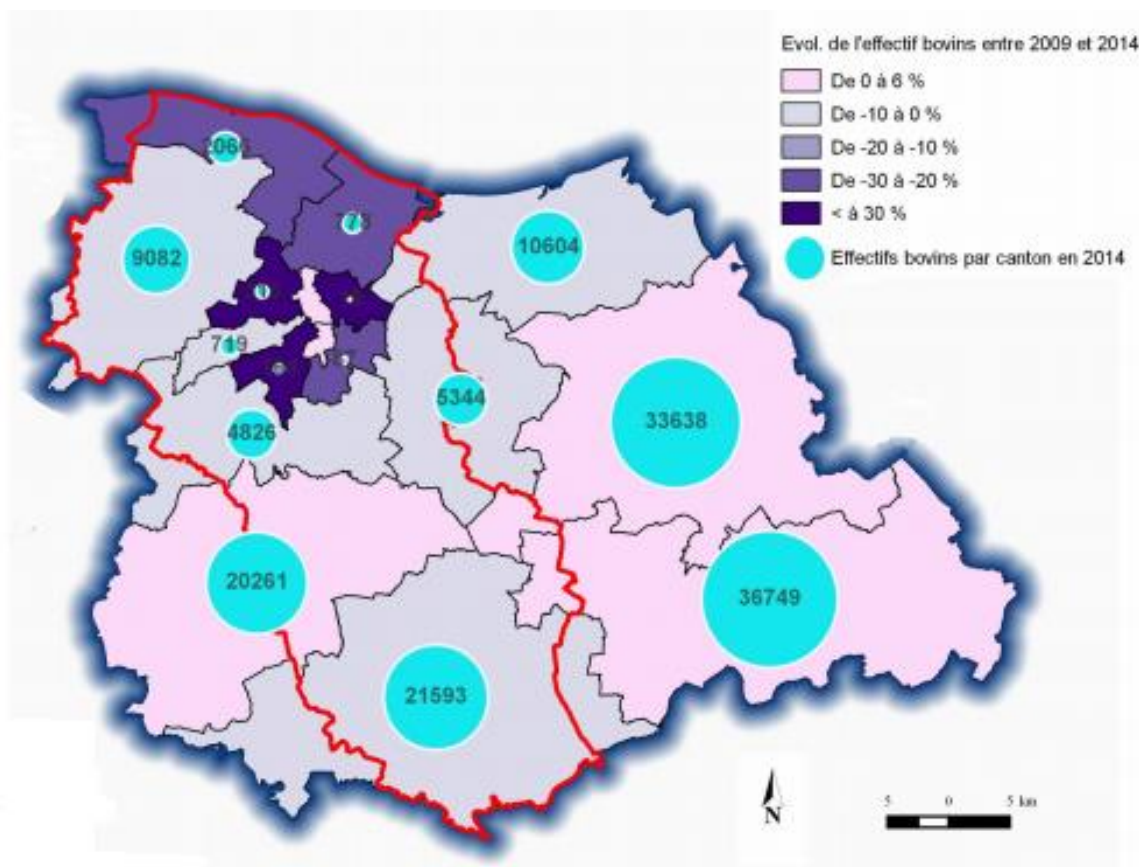 Evol. de l'effectif bovins entre 2009 et 2014
De 0 à 6 %
De -10 à 0 %
De -20 à -10 %
De -30 à -20 %
< à 30 %
Effectifs bovins par canton en 2014
2066
9082
10604
719
5344
33638
4826
20261
36749
21593
N
5 0 5 km